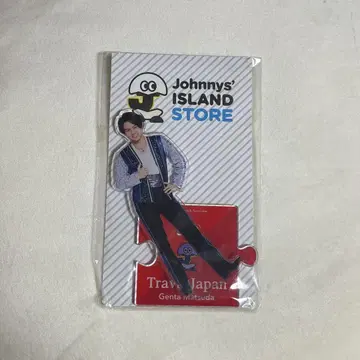 Johnnys'
ISLAND
STORE
Travis Japan
Genta Matsuda